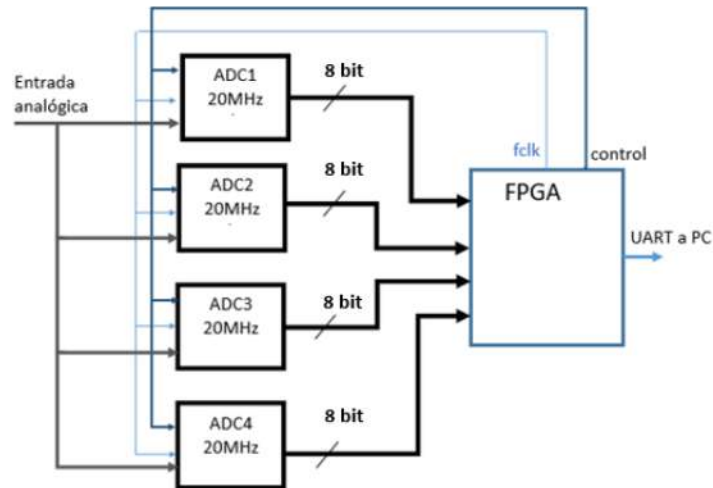 Entrada
analógica
ADC1
20MHz
8 bit
ADC2
20MHz
8 bit
ADC3
20MHz
8 bit
ADC4
20MHz
8 bit
fclk
control
FPGA
UART a PC